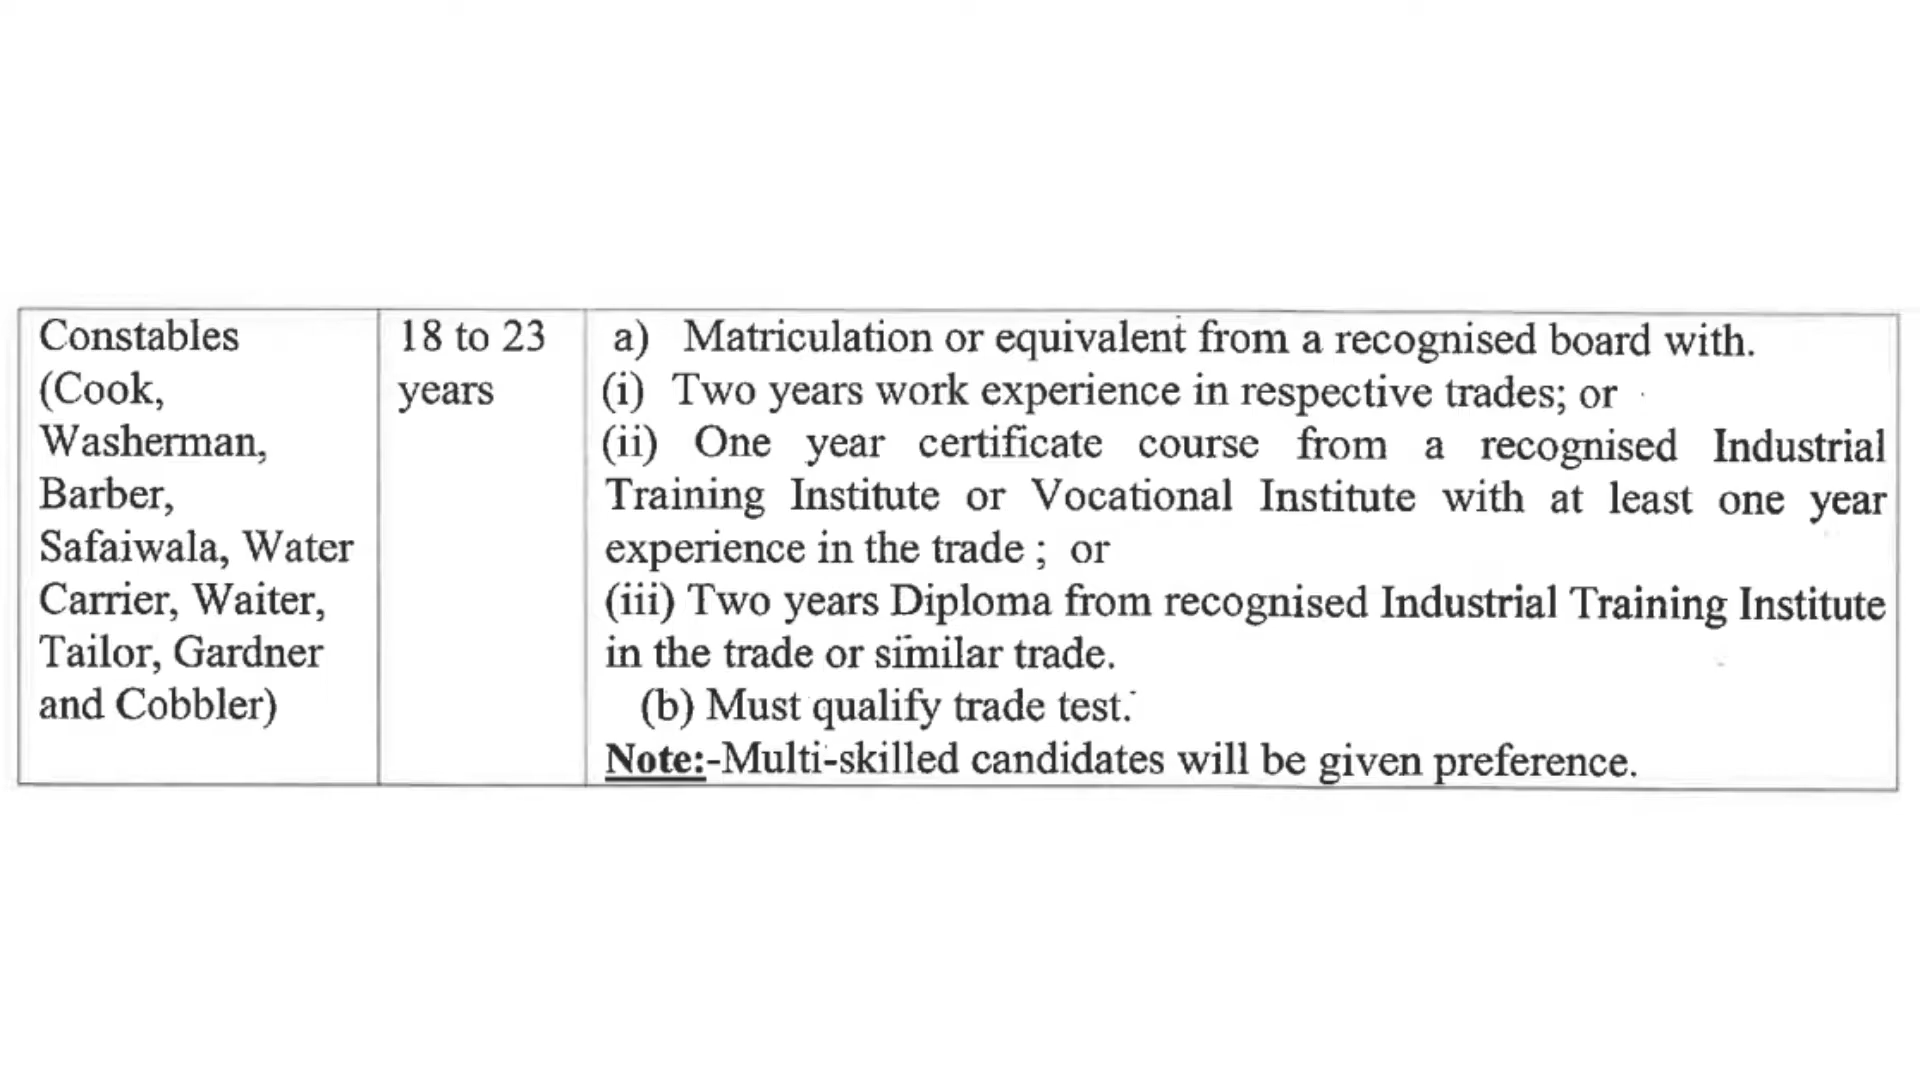 Constables
(Cook,
Washerman,
Barber,
Safaiwala, Water
Carrier, Waiter,
Tailor, Gardner
and Cobbler)
18 to 23
years
a) Matriculation or equivalent from a recognised board with.
(i) Two years work experience in respective trades; or
(ii) One year certificate course from a recognised Industrial
Training Institute or Vocational Institute with at least one year
experience in the trade ; or
(iii) Two years Diploma from recognised Industrial Training Institute
in the trade or similar trade.
(b) Must qualify trade test.
Note:-Multi-skilled candidates will be given preference.